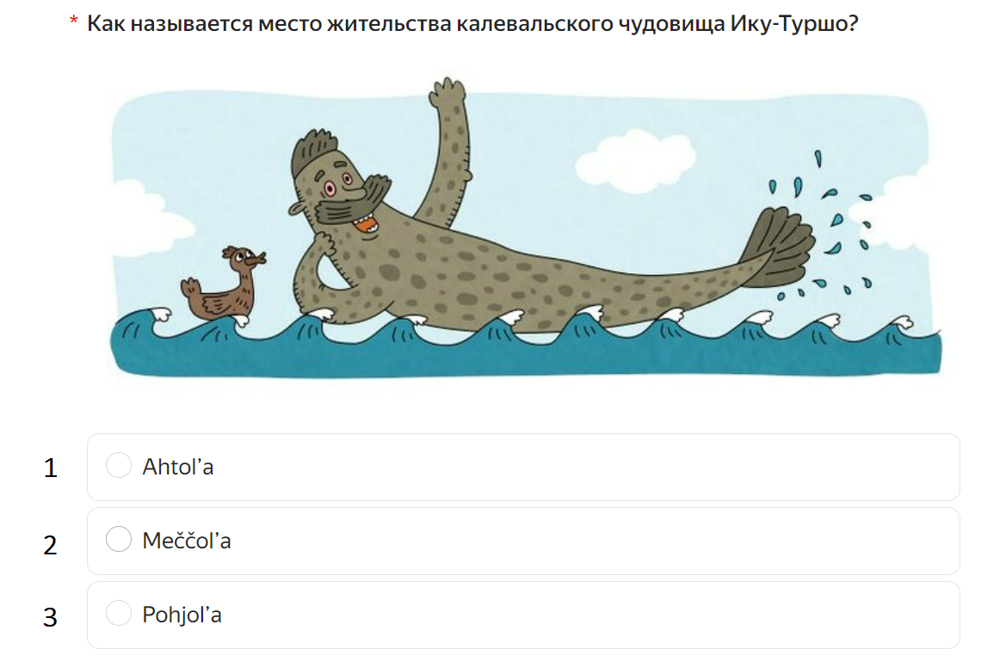 * Как называется место жительства калевальского чудовища Ику-Туршо?
1 Ahtol’a
2 Meččol’a
3 Pohjol’a